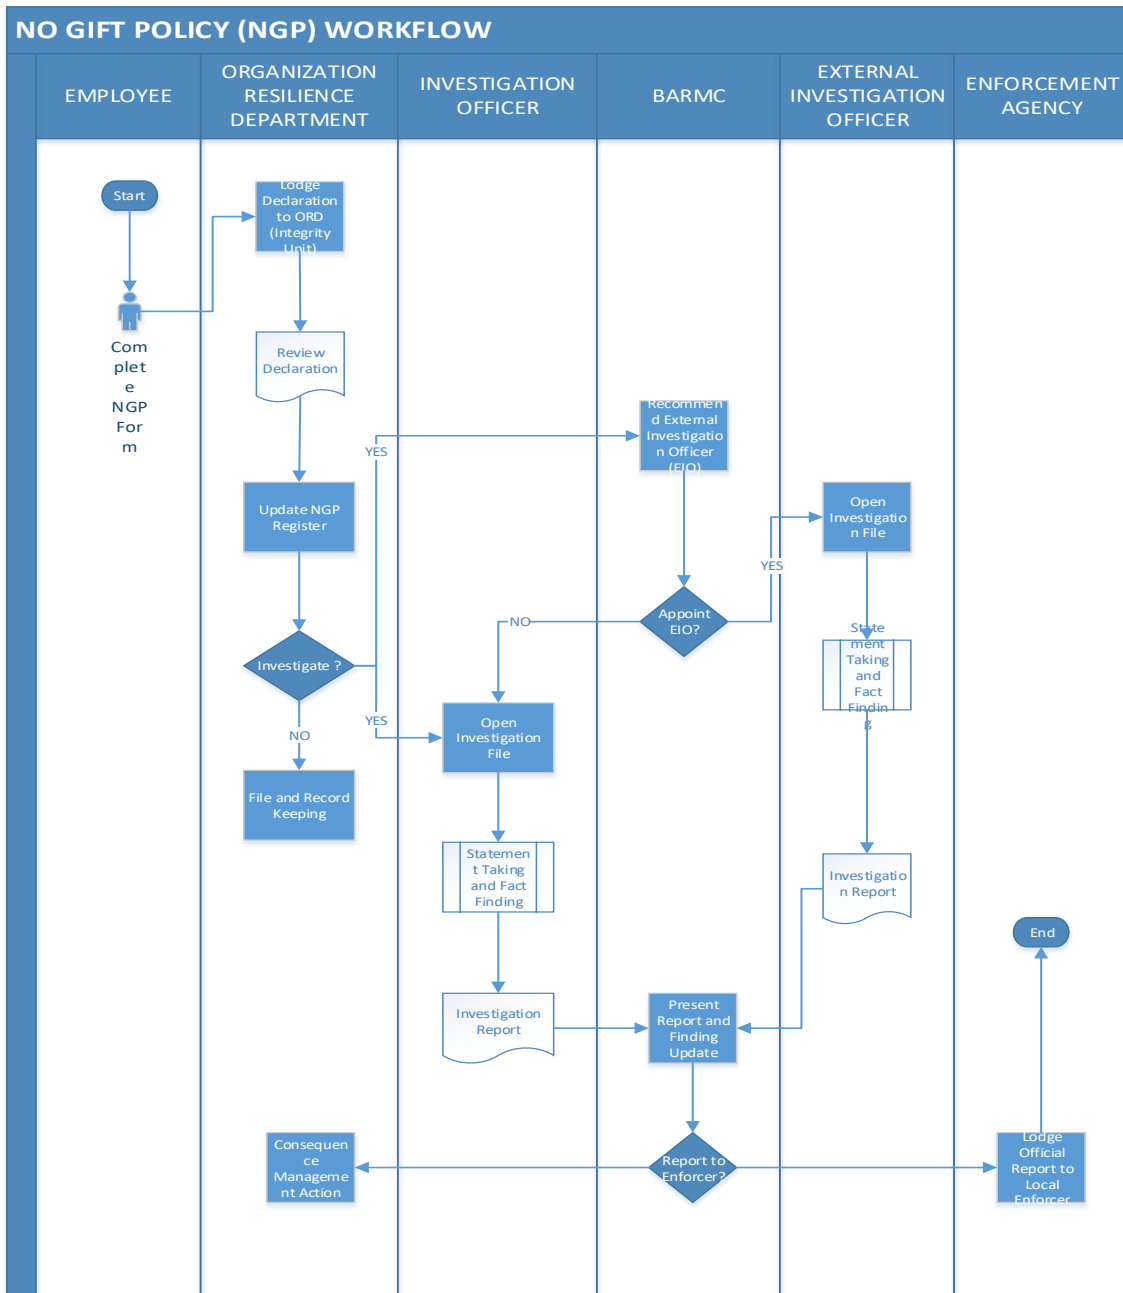 NO GIFT POLICY (NGP) WORKFLOW
EMPLOYEE
ORGANIZATION
RESILIENCE
DEPARTMENT
INVESTIGATION
OFFICER
BARMC
EXTERNAL
INVESTIGATION
OFFICER
ENFORCEMENT
AGENCY
Start
Lodge
Declaration
to ORD
(Integrity
Unit)
Com
plet
e
NGP
For
m
Review
Declaration
Recommen
d External
Investigatio
n Officer
(EIO)
YES
Update NGP
Register
Open
Investigatio
n File
YES
Appoint
EIO?
NO
State
ment
Taking
and
Fact
Findin
g
Investigate ?
YES
NO
Open
Investigation
File
File and Record
Keeping
Statemen
t Taking
and Fact
Finding
Investigatio
n Report
End
Investigation
Report
Present
Report and
Finding
Update
Consequen
ce
Manageme
nt Action
Report to
Enforcer?
Lodge
Official
Report to
Local
Enforcer